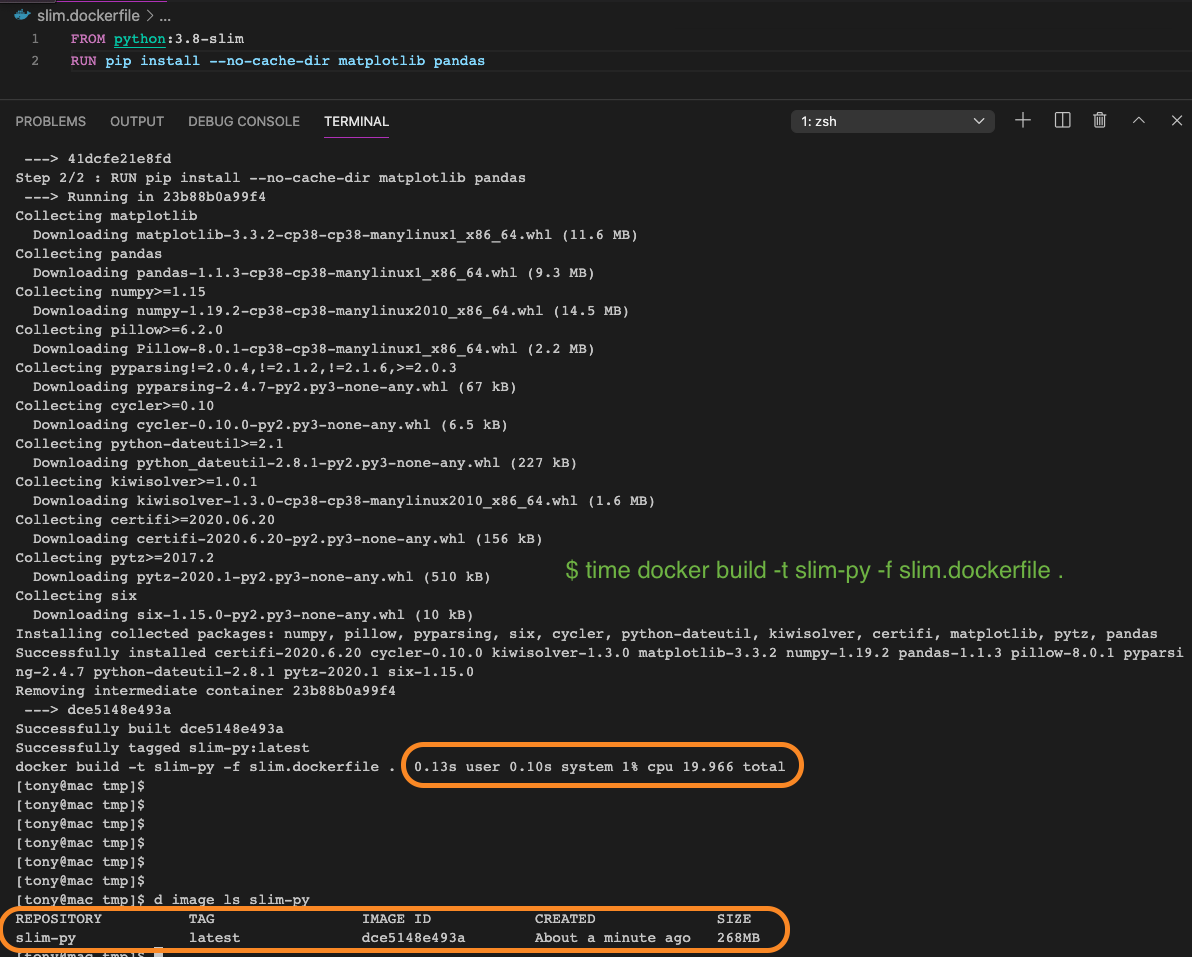 slim.dockerfile > ...
1 FROM python:3.8-slim
2 RUN pip install --no-cache-dir matplotlib pandas
PROBLEMS OUTPUT DEBUG CONSOLE TERMINAL 1: zsh
---> 41dcfe21e8fd
Step 2/2 : RUN pip install --no-cache-dir matplotlib pandas
---> Running in 23b88b0a99f4
Collecting matplotlib
Downloading matplotlib-3.3.2-cp38-cp38-manylinux1_x86_64.whl (11.6 MB)
Collecting pandas
Downloading pandas-1.1.3-cp38-cp38-manylinux1_x86_64.whl (9.3 MB)
Collecting numpy>=1.15
Downloading numpy-1.19.2-cp38-cp38-manylinux2010_x86_64.whl (14.5 MB)
Collecting pillow>=6.2.0
Downloading Pillow-8.0.1-cp38-cp38-manylinux1_x86_64.whl (2.2 MB)
Collecting pyparsing!=2.0.4,!=2.1.2,!=2.1.6,>=2.0.3
Downloading pyparsing-2.4.7-py2.py3-none-any.whl (67 kB)
Collecting cycler>=0.10
Downloading cycler-0.10.0-py2.py3-none-any.whl (6.5 kB)
Collecting python-dateutil>=2.1
Downloading python_dateutil-2.8.1-py2.py3-none-any.whl (227 kB)
Collecting kiwisolver>=1.0.1
Downloading kiwisolver-1.3.0-cp38-cp38-manylinux2010_x86_64.whl (1.6 MB)
Collecting certifi>=2020.06.20
Downloading certifi-2020.6.20-py2.py3-none-any.whl (156 kB)
Collecting pytz>=2017.2
$ time docker build -t slim-py -f slim.dockerfile .
Downloading pytz-2020.1-py2.py3-none-any.whl (510 kB)
Collecting six
Downloading six-1.15.0-py2.py3-none-any.whl (10 kB)
Installing collected packages: numpy, pillow, pyparsing, six, cycler, python-dateutil, kiwisolver, certifi, matplotlib, pytz, pandas
Successfully installed certifi-2020.6.20 cycler-0.10.0 kiwisolver-1.3.0 matplotlib-3.3.2 numpy-1.19.2 pandas-1.1.3 pillow-8.0.1 pyparsi
ng-2.4.7 python-dateutil-2.8.1 pytz-2020.1 six-1.15.0
Removing intermediate container 23b88b0a99f4
---> dce5148e493a
Successfully built dce5148e493a
Successfully tagged slim-py:latest
docker build -t slim-py -f slim.dockerfile . 0.13s user 0.10s system 1% cpu 19.966 total
[tony@mac tmp]$
[tony@mac tmp]$
[tony@mac tmp]$
[tony@mac tmp]$
[tony@mac tmp]$
[tony@mac tmp]$
[tony@mac tmp]$ d image ls slim-py
REPOSITORY TAG IMAGE ID CREATED SIZE
slim-py latest dce5148e493a About a minute ago 268MB
[tony@mac tmp]$